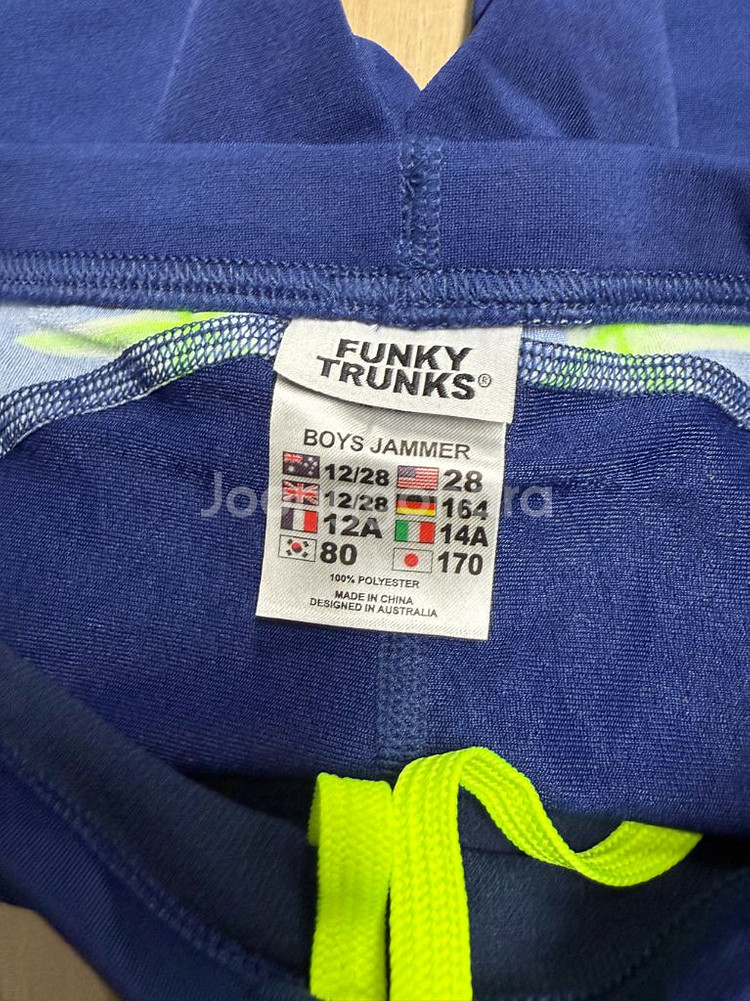 FUNKY
TRUNKS®
BOYS JAMMER
12/28 28
12/28 164
12A 14A
80 170
100% POLYESTER
MADE IN CHINA
DESIGNED IN AUSTRALIA